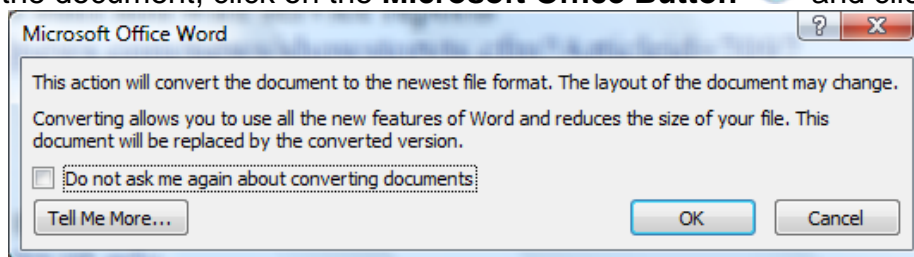 the document, click on the Microsoft Office Button and clic
Microsoft Office Word
?
This action will convert the document to the newest file format. The layout of the document may change.
Converting allows you to use all the new features of Word and reduces the size of your file. This
document will be replaced by the converted version.
Do not ask me again about converting documents
Tell Me More... OK Cancel